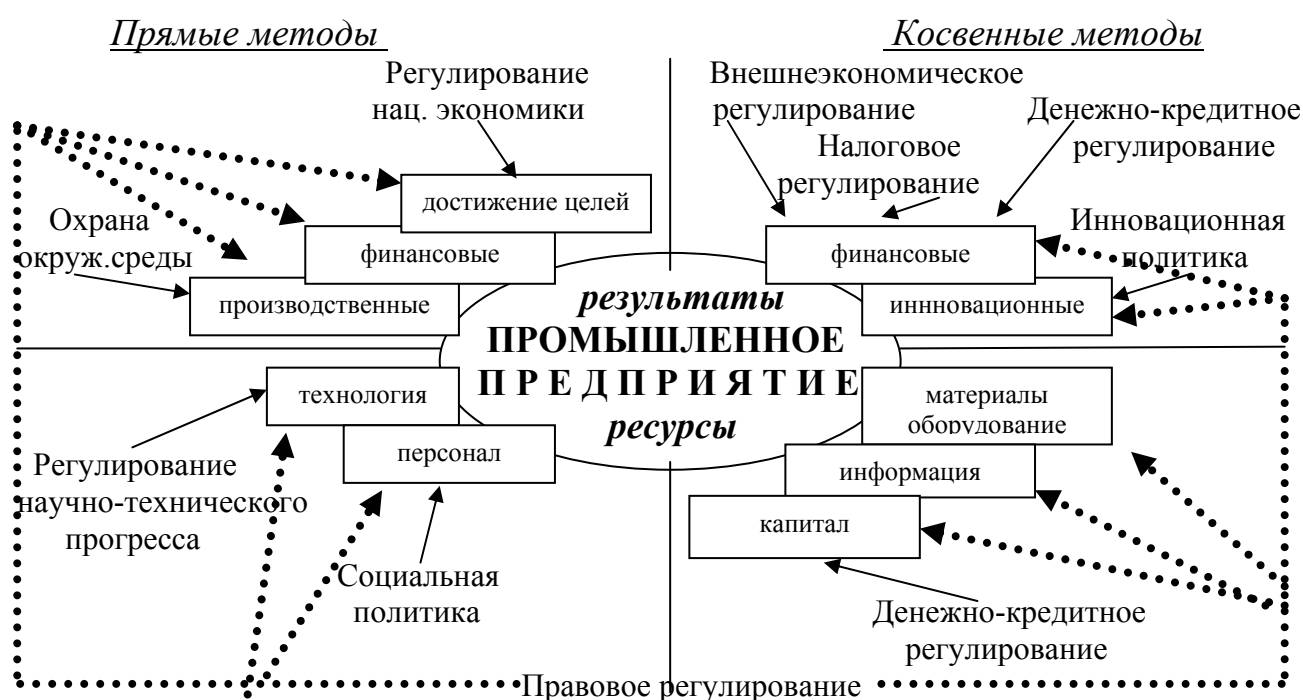 Прямые методы
Косвенные методы
Регулирование
нац. экономики
Внешнеэкономическое
регулирование
Денежно-кредитное
регулирование
Налоговое
регулирование
достижение целей
Охрана
окруж.среды
финансовые
финансовые
Инновационная
политика
производственные
иннновационные
результаты
ПРОМЫШЛЕННОЕ
П Р Е Д П Р И Я Т И Е
ресурсы
технология
персонал
материалы
оборудование
информация
капитал
Регулирование
научно-технического
прогресса
Социальная
политика
Денежно-кредитное
регулирование
Правовое регулирование